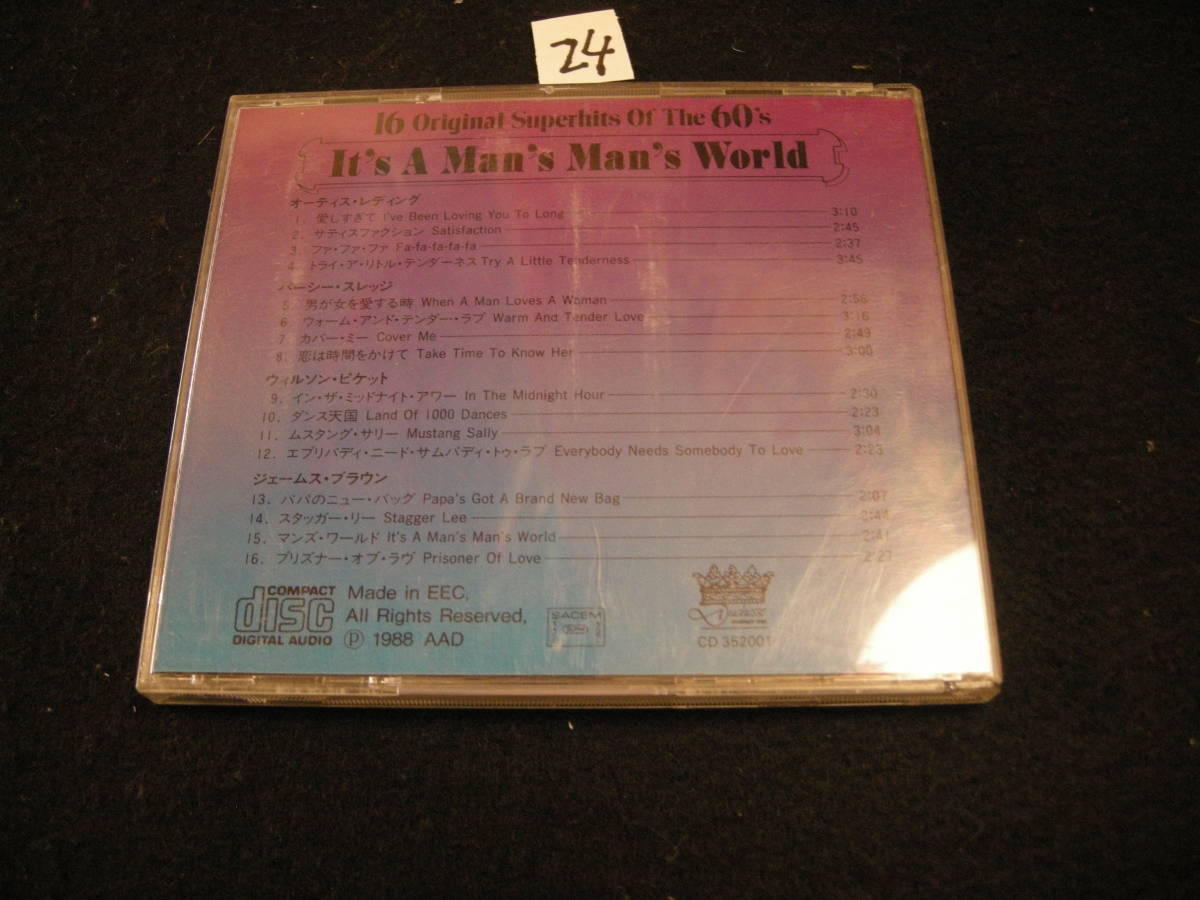 24
16 Original Superhits Of The 60's
It's A Man's Man's World
オーティス・レディング
1. 愛しすぎて I've Been Loving You To Long 3:10
2. サティスファクション Satisfaction 2:45
3. ファ・ファ・ファ Fa-fa-fa-fa-fa 2:37
4. トライ・ア・リトル・テンダーネス Try A Little Tenderness 3:45
パーシー・スレッジ
5. 男が女を愛する時 When A Man Loves A Woman 2:56
6. ウォーム・アンド・テンダー・ラブ Warm And Tender Love 3:16
7. カバー・ミー Cover Me 2:49
8. 恋は時間をかけて Take Time To Know Her 3:00
ウィルソン・ピケット
9. イン・ザ・ミッドナイト・アワー In The Midnight Hour 2:30
10. ダンス天国 Land Of 1000 Dances 2:23
11. ムスタング・サリー Mustang Sally 3:04
12. エブリバディ・ニード・サムバディ・トゥ・ラブ Everybody Needs Somebody To Love 2:23
ジェームス・ブラウン
13. パパのニュー・バッグ Papa's Got A Brand New Bag 2:07
14. スタッガー・リー Stagger Lee 2:44
15. マンズ・ワールド It's A Man's Man's World 2:41
16. プリズナー・オブ・ラヴ Prisoner Of Love 2:27
COMPACT
disc
DIGITAL AUDIO
Made in EEC,
All Rights Reserved,
℗ 1988 AAD
SACEM
CD 352001